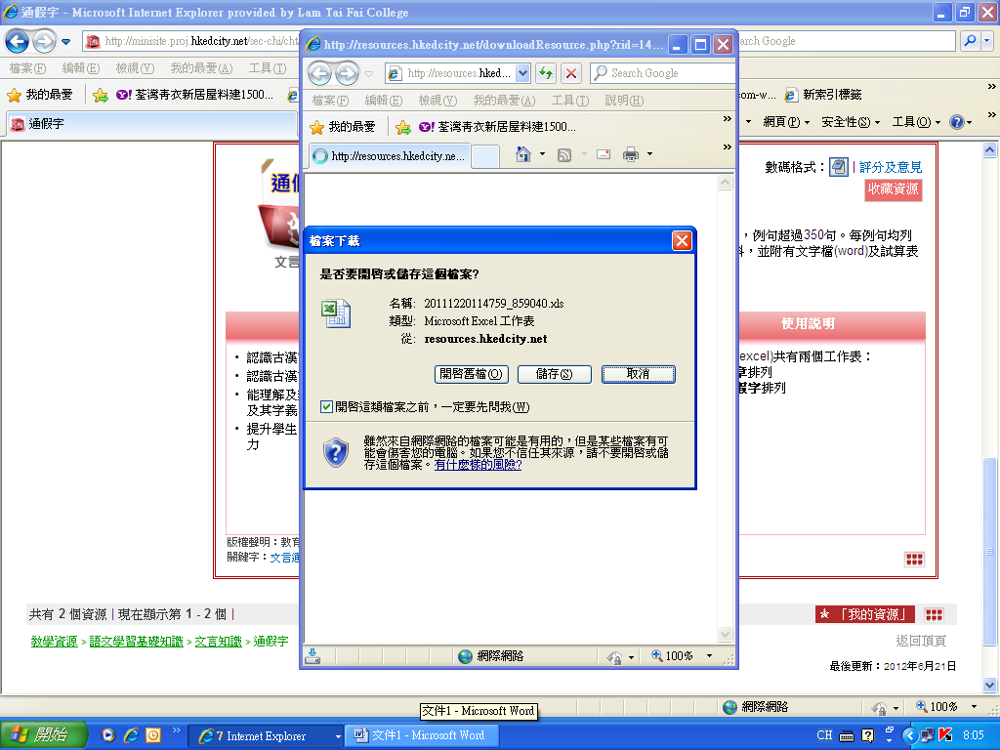 通假字 - Microsoft Internet Explorer provided by Lam Tai Fai College
http://minisite.proj.hkedcity.net/sec-chi/cht
arch Google
檔案(F) 編輯(E) 檢視(V) 我的最愛(A) 工具(T)
我的最愛 荃灣青衣新居屋料建1500...
om-w... 新索引標籤
通假字
網頁(P) 安全性(S) 工具(O)
http://resources.hkedcity.net/downloadResource.php?rid=14...
http://resources.hked...
Search Google
檔案(F) 編輯(E) 檢視(V) 我的最愛(A) 工具(T) 說明(H)
我的最愛 荃灣青衣新居屋料建1500...
http://resources.hkedcity.ne...
通
文言
數碼格式: | 評分及意見
收藏資源
，例句超過350句。每例句均列
，並附有文字檔(word)及試算表
檔案下載
是否要開啓或儲存這個檔案?
名稱: 20111220114759_859040.xls
類型: Microsoft Excel 工作表
從: resources.hkedcity.net
開啓舊檔(O) 儲存(S) 取消
開啓這類檔案之前，一定要先問我(W)
雖然來自網際網路的檔案可能是有用的，但是某些檔案有可
能會傷害您的電腦。如果您不信任其來源，請不要開啓或儲
存這個檔案。有什麼樣的風險?
使用說明
• 認識古漢
• 認識古漢
• 能理解及
及其字義
• 提升學生
力
excel)共有兩個工作表：
章排列
假字排列
版權聲明：教育
關鍵字：文言通
共有 2 個資源 | 現在顯示第 1 - 2 個 |
★ 「我的資源」
教學資源 > 語文學習基礎知識 > 文言知識 > 通假字
返回頂頁
最後更新：2012年6月21日
網際網路 100%
文件1 - Microsoft Word
網際網路 100%
開始
7 Internet Explorer
文件1 - Microsoft Word
CH
8:05